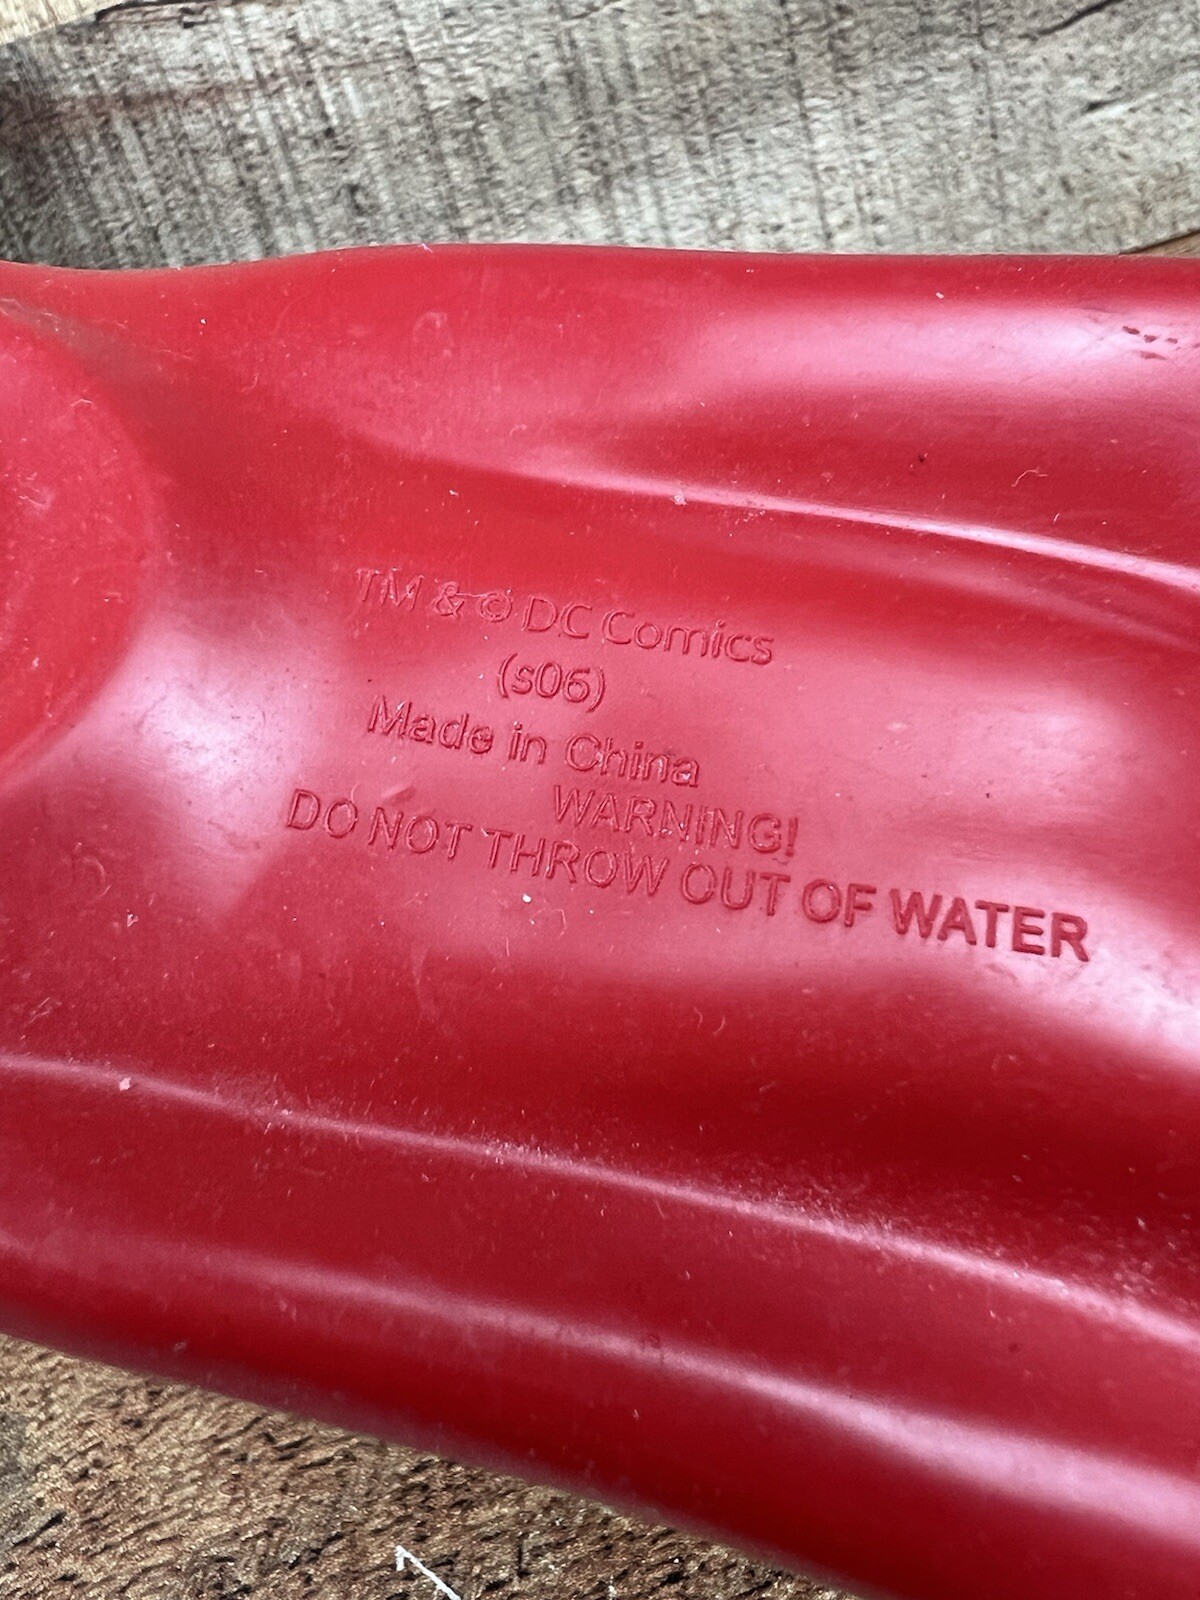 TM & © DC Comics
(s06)
Made in China
WARNING!
DO NOT THROW OUT OF WATER